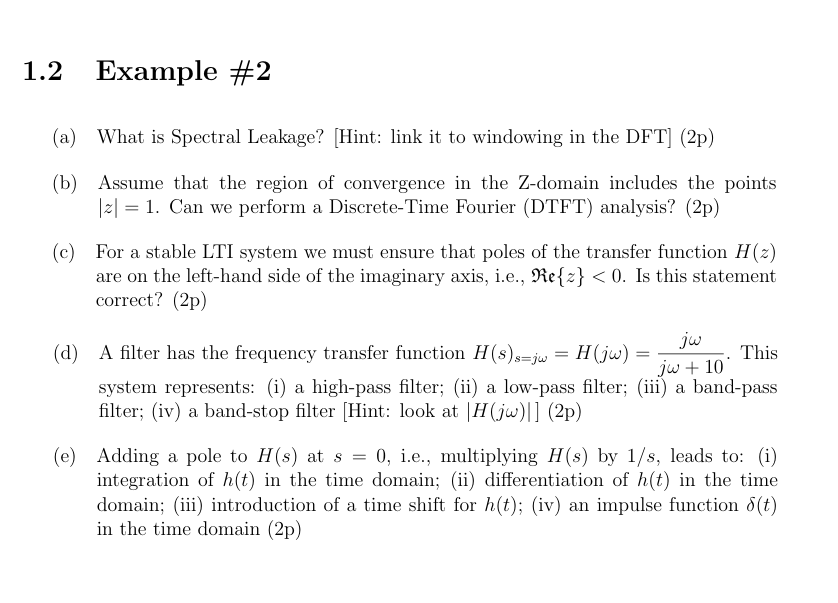 1.2 Example #2
(a) What is Spectral Leakage? [Hint: link it to windowing in the DFT] (2p)
(b) Assume that the region of convergence in the Z-domain includes the points
|z| = 1. Can we perform a Discrete-Time Fourier (DTFT) analysis? (2p)
(c) For a stable LTI system we must ensure that poles of the transfer function H(z)
are on the left-hand side of the imaginary axis, i.e., ℜe{z} < 0. Is this statement
correct? (2p)
(d) A filter has the frequency transfer function H(s)_{s=jω} = H(jω) = \frac{jω}{jω + 10}. This
system represents: (i) a high-pass filter; (ii) a low-pass filter; (iii) a band-pass
filter; (iv) a band-stop filter [Hint: look at |H(jω)|] (2p)
(e) Adding a pole to H(s) at s = 0, i.e., multiplying H(s) by 1/s, leads to: (i)
integration of h(t) in the time domain; (ii) differentiation of h(t) in the time
domain; (iii) introduction of a time shift for h(t); (iv) an impulse function δ(t)
in the time domain (2p)